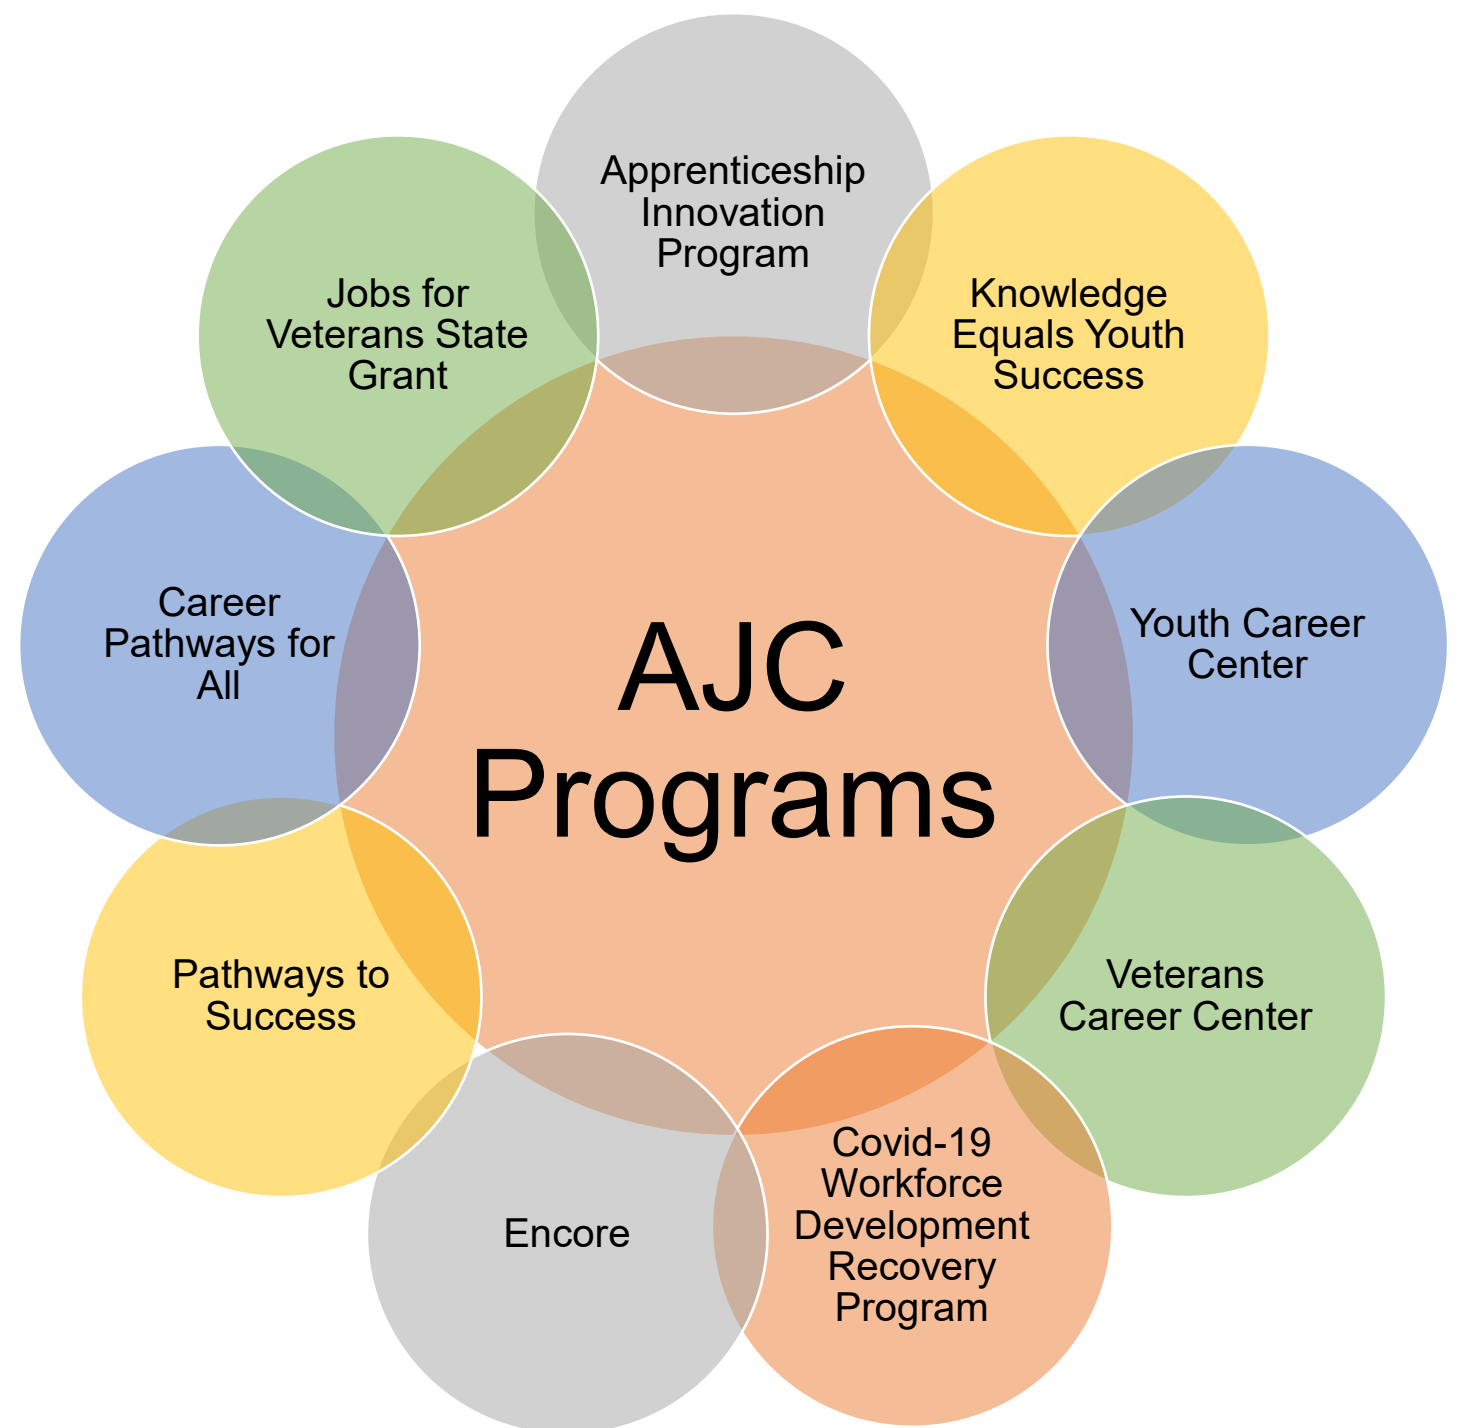 Apprenticeship
Innovation
Program
Knowledge
Equals Youth
Success
Youth Career
Center
Veterans
Career Center
Covid-19
Workforce
Development
Recovery
Program
Encore
Pathways to
Success
Career
Pathways for
All
Jobs for
Veterans State
Grant
AJC
Programs